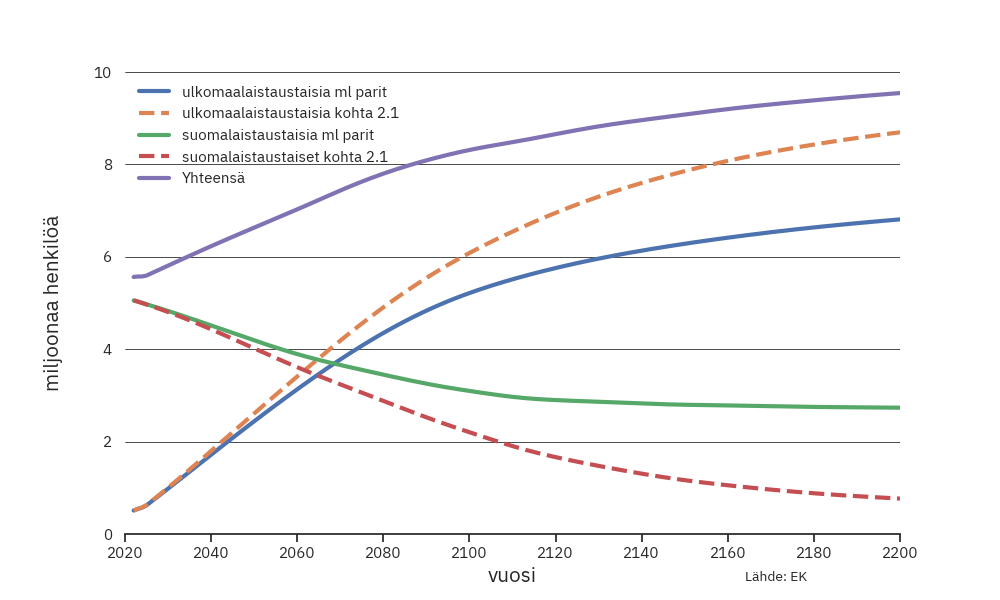 10
8
6
4
2
0
miljoonaa henkilöä
ulkomaalaistaustaisia ml parit
ulkomaalaistaustaisia kohta 2.1
suomalaistaustaisia ml parit
suomalaistaustaiset kohta 2.1
Yhteensä
2020 2040 2060 2080 2100 2120 2140 2160 2180 2200
vuosi
Lähde: EK